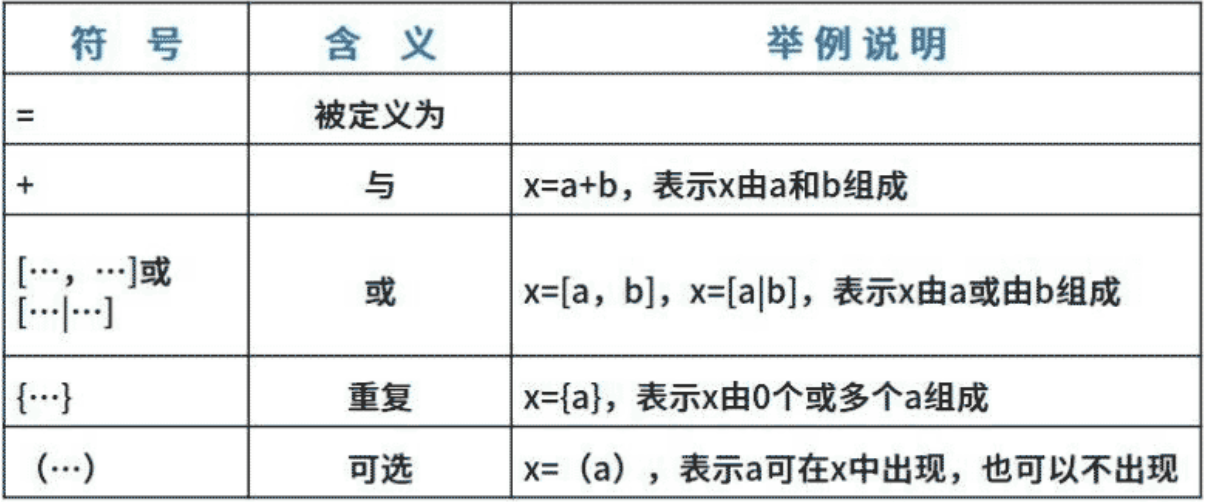 符 号 含 义 举 例 说 明
= 被定义为
+ 与 x=a+b，表示x由a和b组成
[…，…]或
[…|…] 或 x=[a，b]，x=[a|b]，表示x由a或由b组成
{…} 重复 x={a}，表示x由0个或多个a组成
（…） 可选 x=（a），表示a可在x中出现，也可以不出现